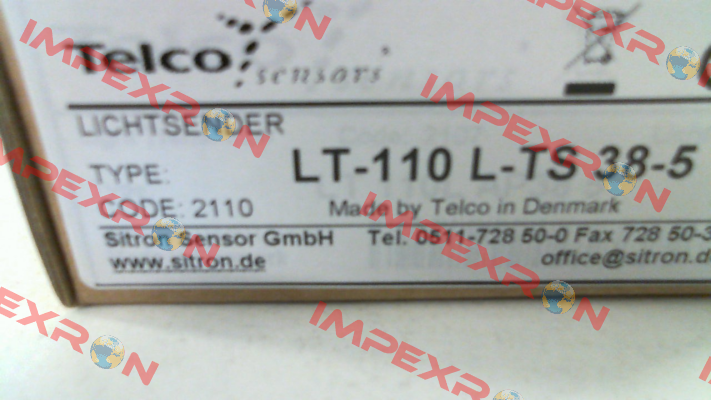 Telco
sensors
LICHTSENDER
TYPE: LT-110 L-TS 38-5
CODE: 2110 Made by Telco in Denmark
Sitron Sensor GmbH Tel. 0511-728 50-0 Fax 728 50-3
www.sitron.de office@sitron.d
IMPEXRON
IMPEXRON
IMPEXRON
IMPEXRON
IMPEXRON
IMPEXRON
IMPEXRON